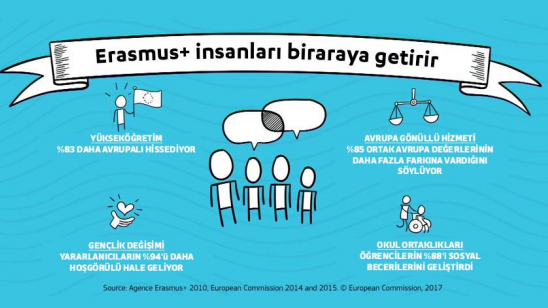 Erasmus+ insanları biraraya getirir
YÜKSEKÖĞRETİM
%83 DAHA AVRUPALI HİSSEDİYOR
AVRUPA GÖNÜLLÜ HİZMETİ
%85 ORTAK AVRUPA DEĞERLERİNİN
DAHA FAZLA FARKINA VARDIĞINI
SÖYLÜYOR
GENÇLİK DEĞİŞİMİ
YARARLANICILARIN %94'Ü DAHA
HOŞGÖRÜLÜ HALE GELİYOR
OKUL ORTAKLIKLARI
ÖĞRENCİLERİN %88'İ SOSYAL
BECERİLERİNİ GELİŞTİRDİ
Source: Agence Erasmus+ 2010, European Commission 2014 and 2015. © European Commission, 2017